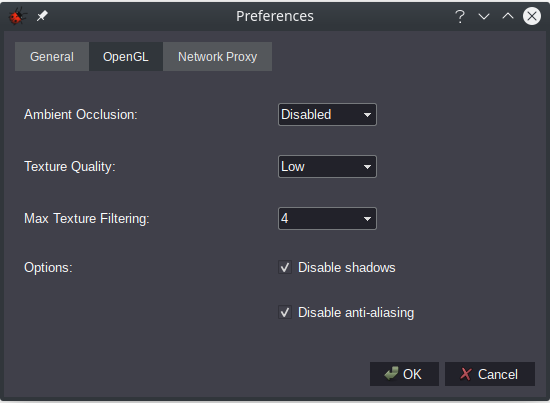 Preferences
General OpenGL Network Proxy
Ambient Occlusion: Disabled
Texture Quality: Low
Max Texture Filtering: 4
Options: Disable shadows
Disable anti-aliasing
OK Cancel